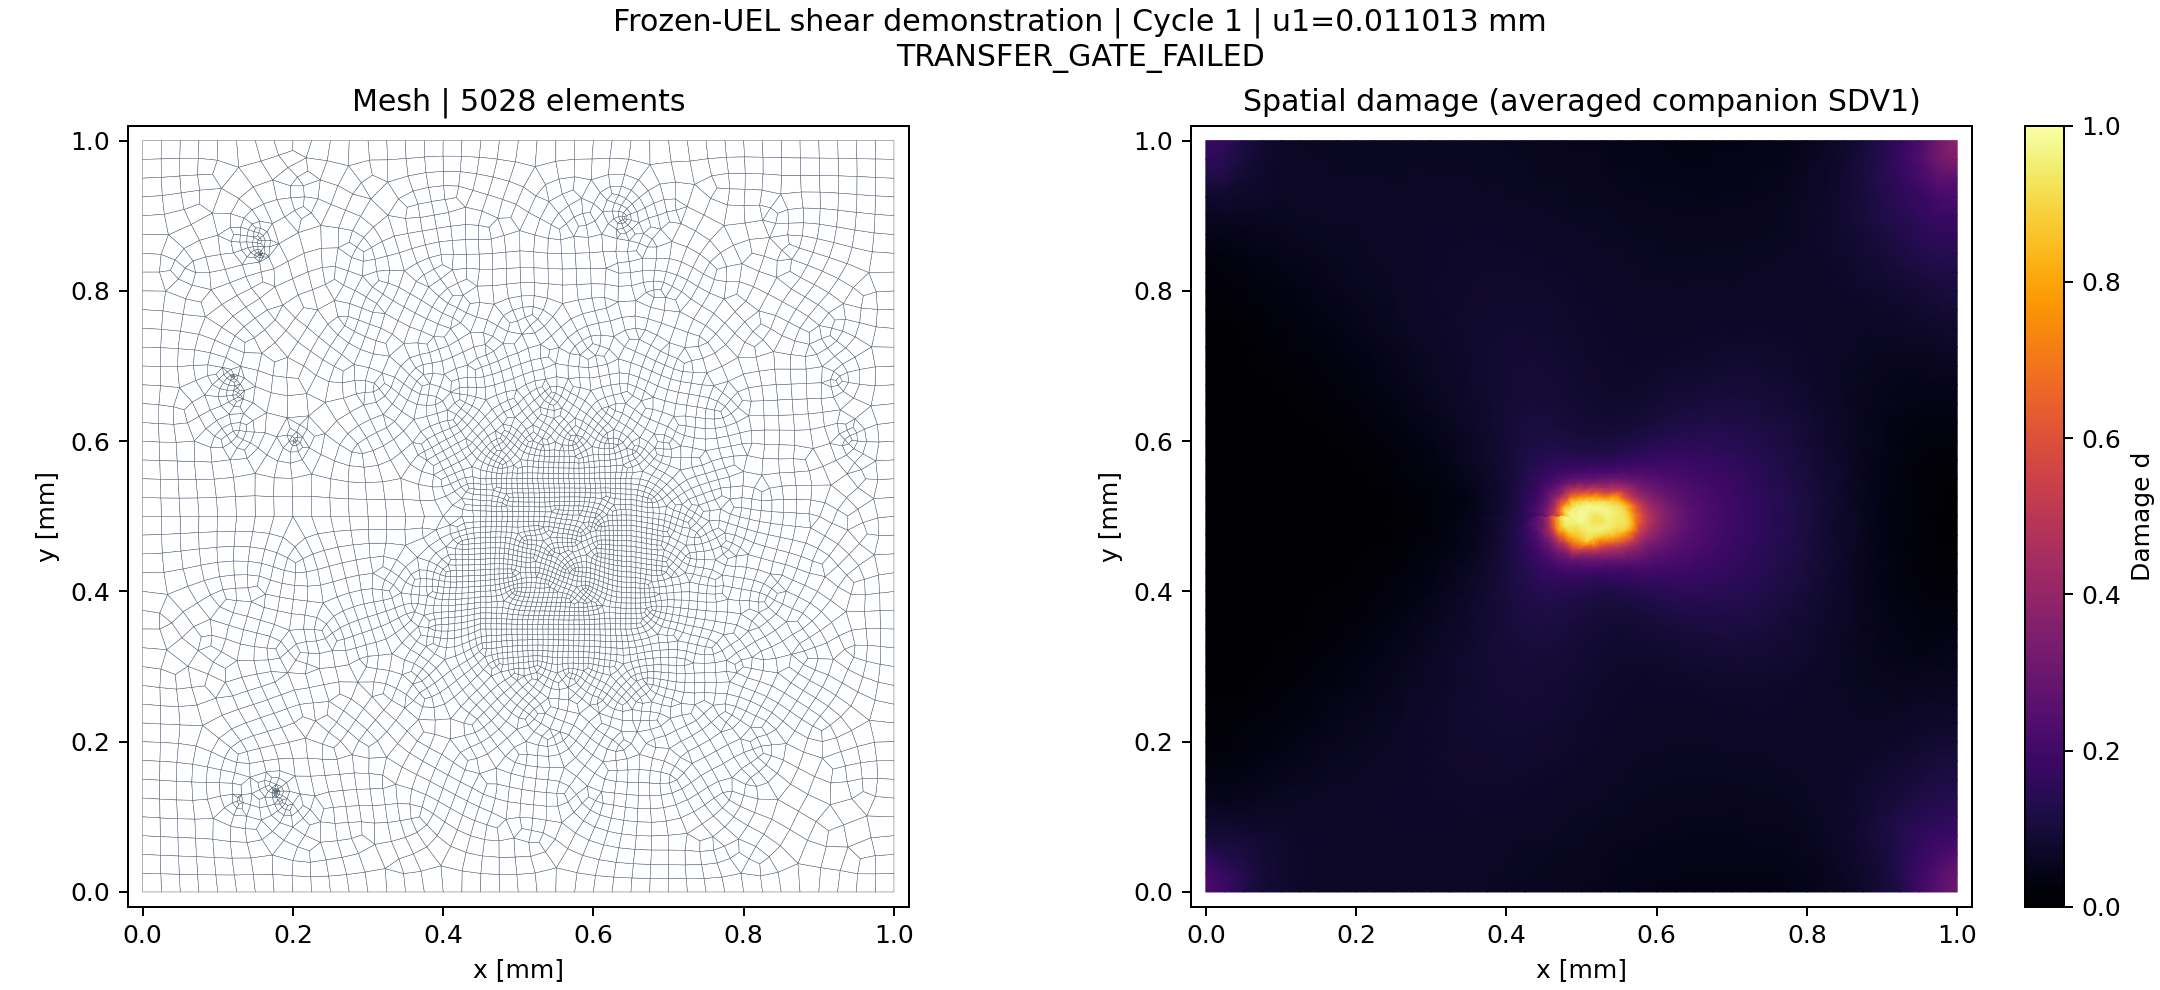 Frozen-UEL shear demonstration | Cycle 1 | u1=0.011013 mm
TRANSFER_GATE_FAILED
Mesh | 5028 elements
1.0
0.8
0.6
0.4
0.2
0.0
y [mm]
0.0 0.2 0.4 0.6 0.8 1.0
x [mm]
Spatial damage (averaged companion SDV1)
1.0
0.8
0.6
0.4
0.2
0.0
y [mm]
0.0 0.2 0.4 0.6 0.8 1.0
x [mm]
1.0
0.8
0.6
0.4
0.2
0.0
Damage d